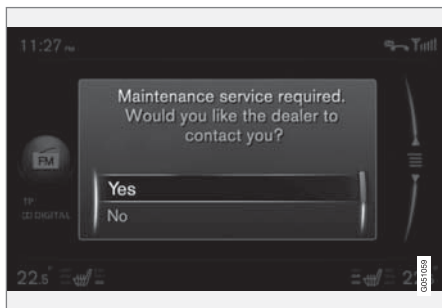 11:27
Maintenance service required.
Would you like the dealer to
contact you?
FM
Yes
No
TP
DIGITAL
22.5
22
G051059